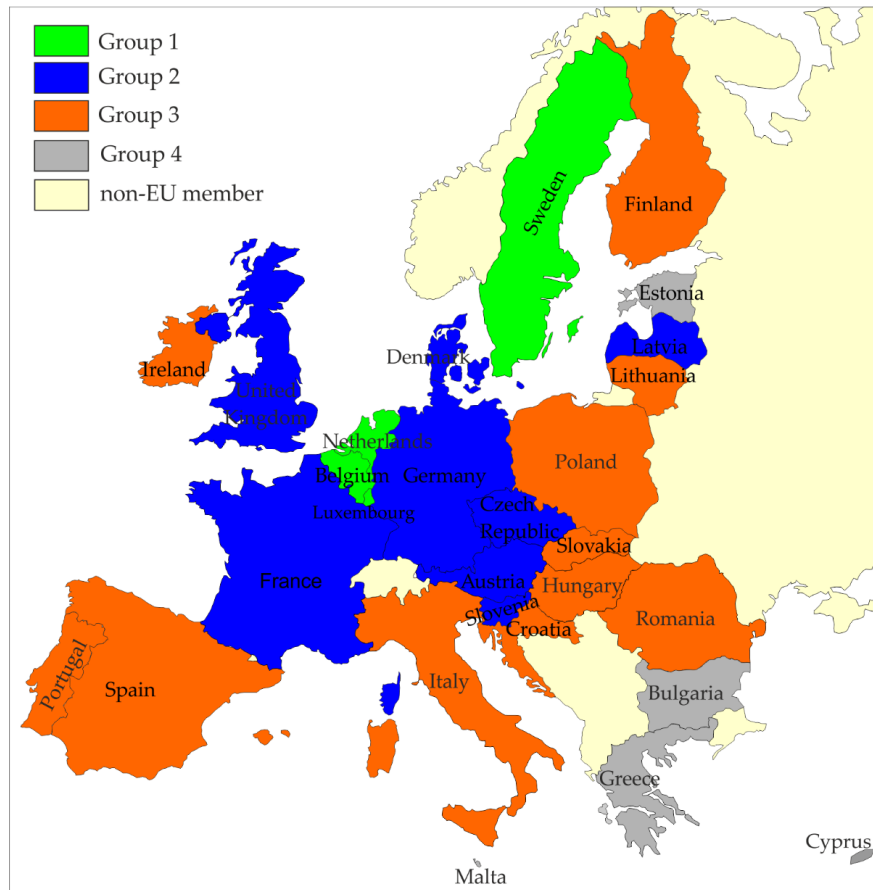 Group 1
Group 2
Group 3
Group 4
non-EU member
Sweden
Finland
Estonia
Denmark
Latvia
Ireland
Lithuania
United
Kingdom
Netherlands
Poland
Belgium
Germany
Czech
Luxembourg
Republic
Slovakia
France
Austria
Hungary
Slovenia
Croatia
Romania
Portugal
Spain
Italy
Bulgaria
Greece
Cyprus
Malta